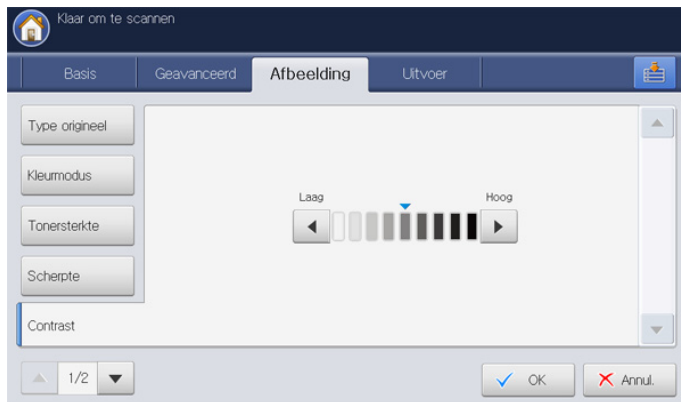 Klaar om te scannen
Basis
Geavanceerd
Afbeelding
Uitvoer
Type origineel
Kleurmodus
Tonersterkte
Scherpte
Contrast
Laag
Hoog
1/2
OK
Annul.